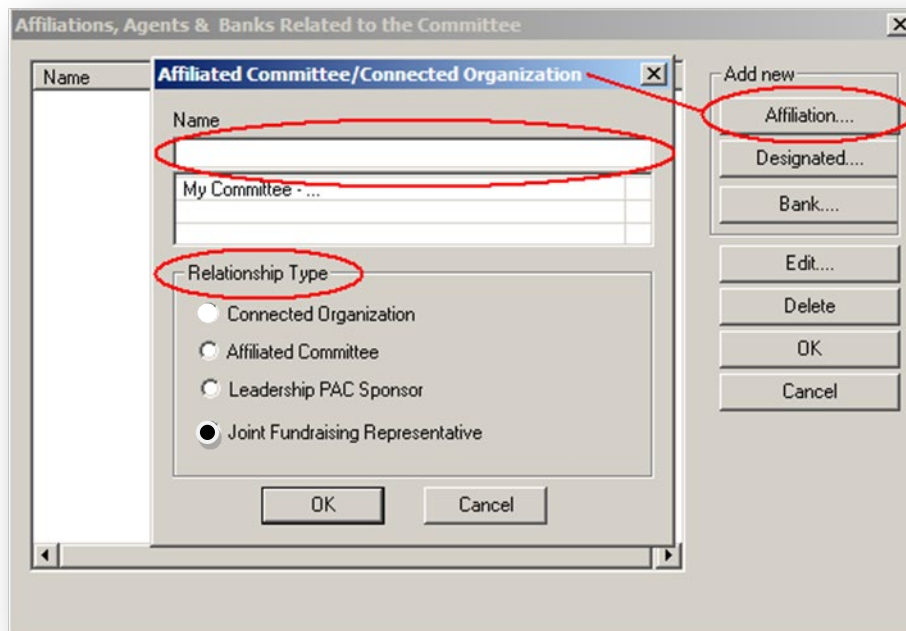 Affiliations, Agents & Banks Related to the Committee
Name
Affiliated Committee/Connected Organization
Name
My Committee - ...
Relationship Type
Connected Organization
Affiliated Committee
Leadership PAC Sponsor
Joint Fundraising Representative
OK
Cancel
Add new
Affiliation....
Designated....
Bank....
Edit....
Delete
OK
Cancel